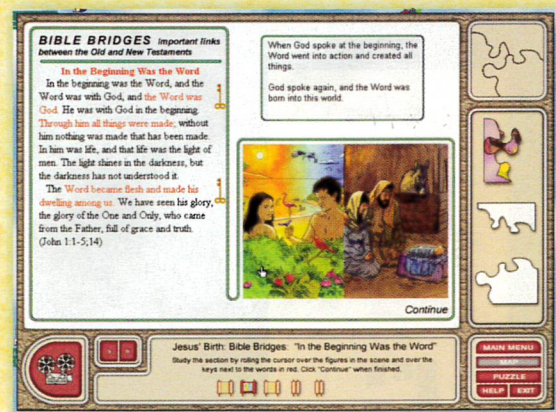 BIBLE BRIDGES Important links
between the Old and New Testaments
In the Beginning Was the Word
In the beginning was the Word, and the
Word was with God, and the Word was
God. He was with God in the beginning.
Through him all things were made; without
him nothing was made that has been made.
In him was life, and that life was the light of
men. The light shines in the darkness, but
the darkness has not understood it.
The Word became flesh and made his
dwelling among us. We have seen his glory,
the glory of the One and Only, who came
from the Father, full of grace and truth.
(John 1:1-5;14)
When God spoke at the beginning, the
Word went into action and created all
things.
God spoke again, and the Word was
born into this world.
Continue
Jesus' Birth: Bible Bridges: "In the Beginning Was the Word"
Study the section by rolling the cursor over the figures in the scene and over the
keys next to the words in red. Click "Continue" when finished.
MAIN MENU
MAP
PUZZLE
HELP EXIT